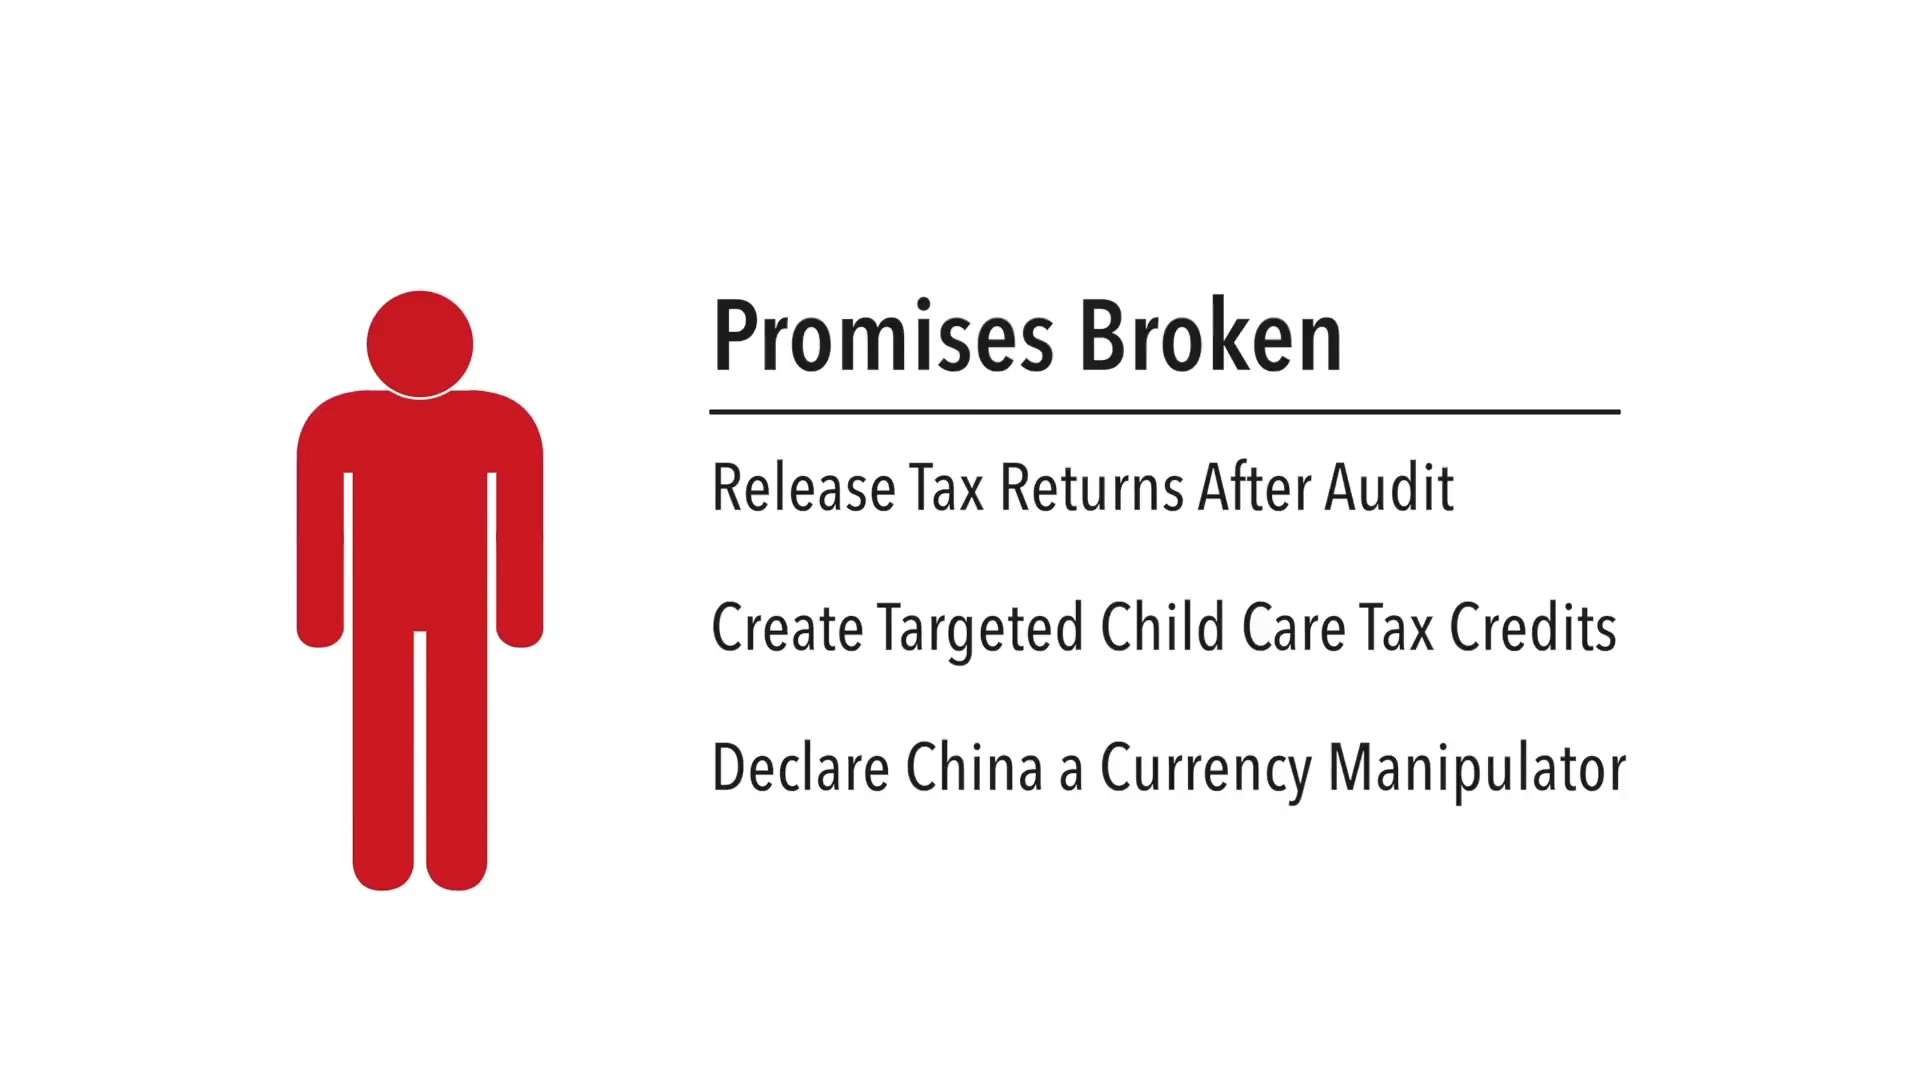 Promises Broken
Release Tax Returns After Audit
Create Targeted Child Care Tax Credits
Declare China a Currency Manipulator